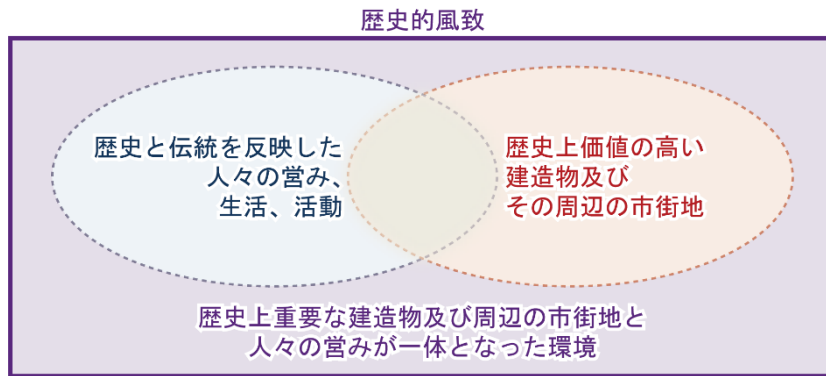 歴史的風致
歴史と伝統を反映した
人々の営み、
生活、活動
歴史上価値の高い
建造物及び
その周辺の市街地
歴史上重要な建造物及び周辺の市街地と
人々の営みが一体となった環境